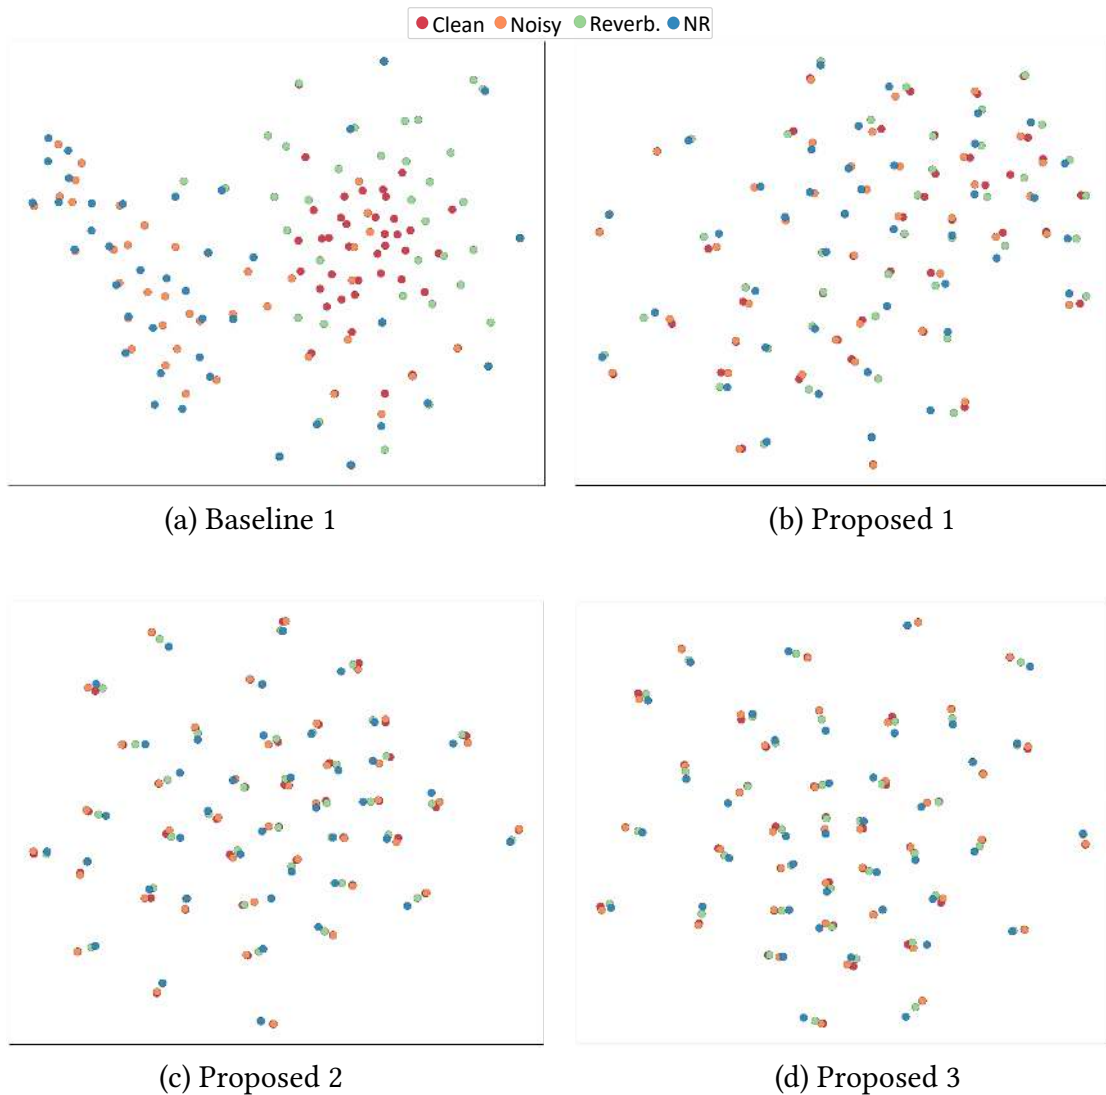 Clean Noisy Reverb. NR
(a) Baseline 1
(b) Proposed 1
(c) Proposed 2
(d) Proposed 3